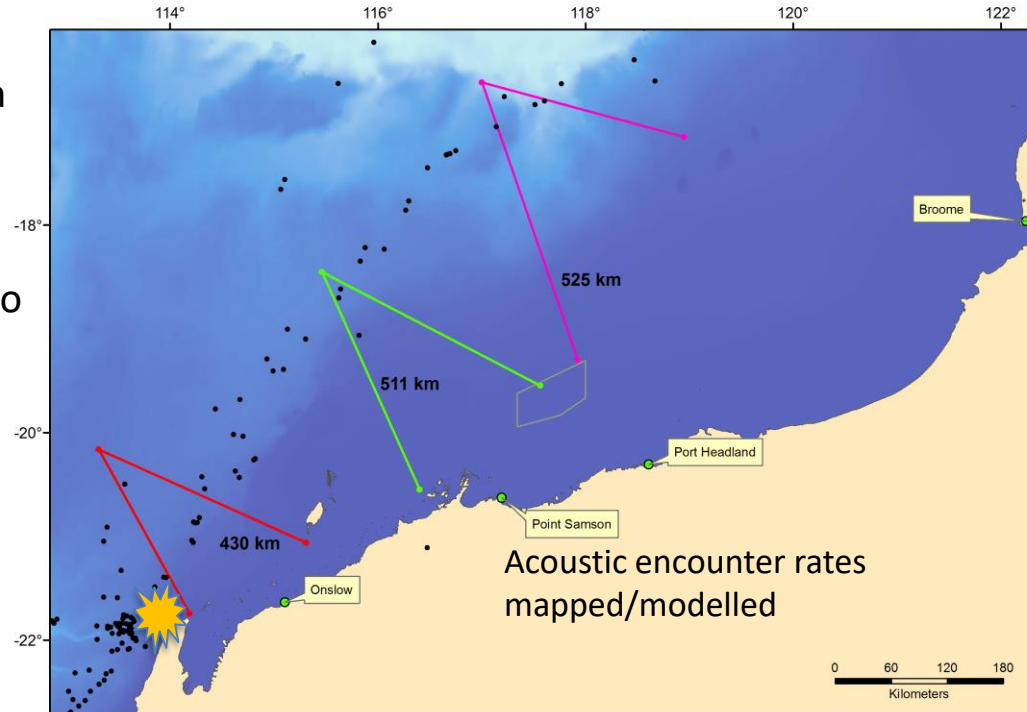 114°
116°
118°
120°
122°
n
-18°
Broome
o
525 km
511 km
-20°
Port Headland
Point Samson
430 km
Acoustic encounter rates
mapped/modelled
Onslow
-22°
0 60 120 180
Kilometers